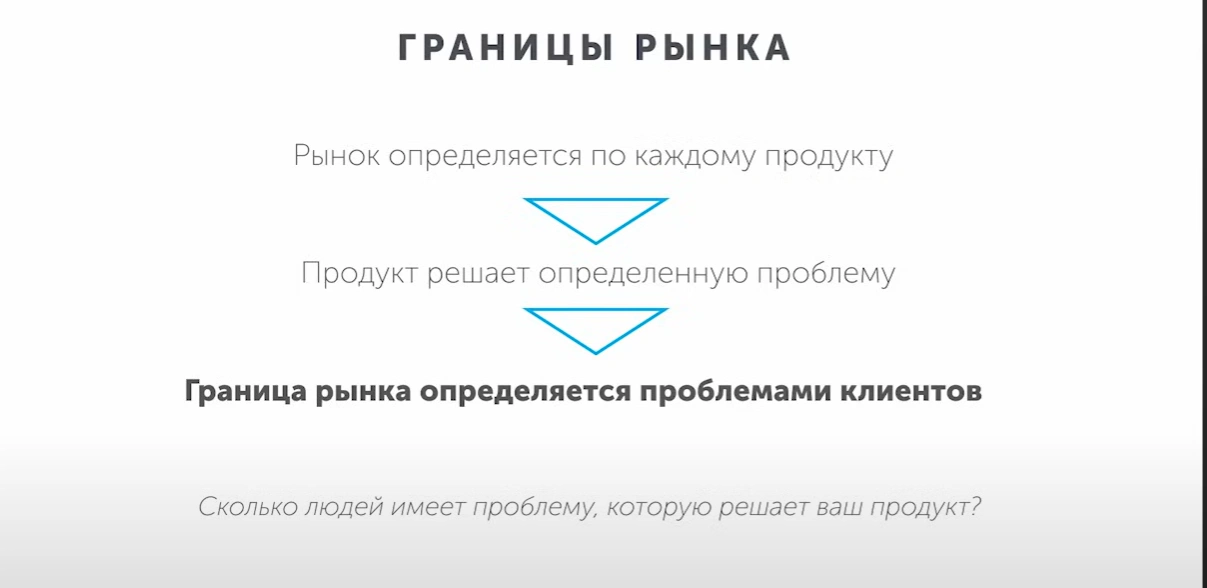 ГРАНИЦЫ РЫНКА
Рынок определяется по каждому продукту
Продукт решает определенную проблему
Граница рынка определяется проблемами клиентов
Сколько людей имеет проблему, которую решает ваш продукт?